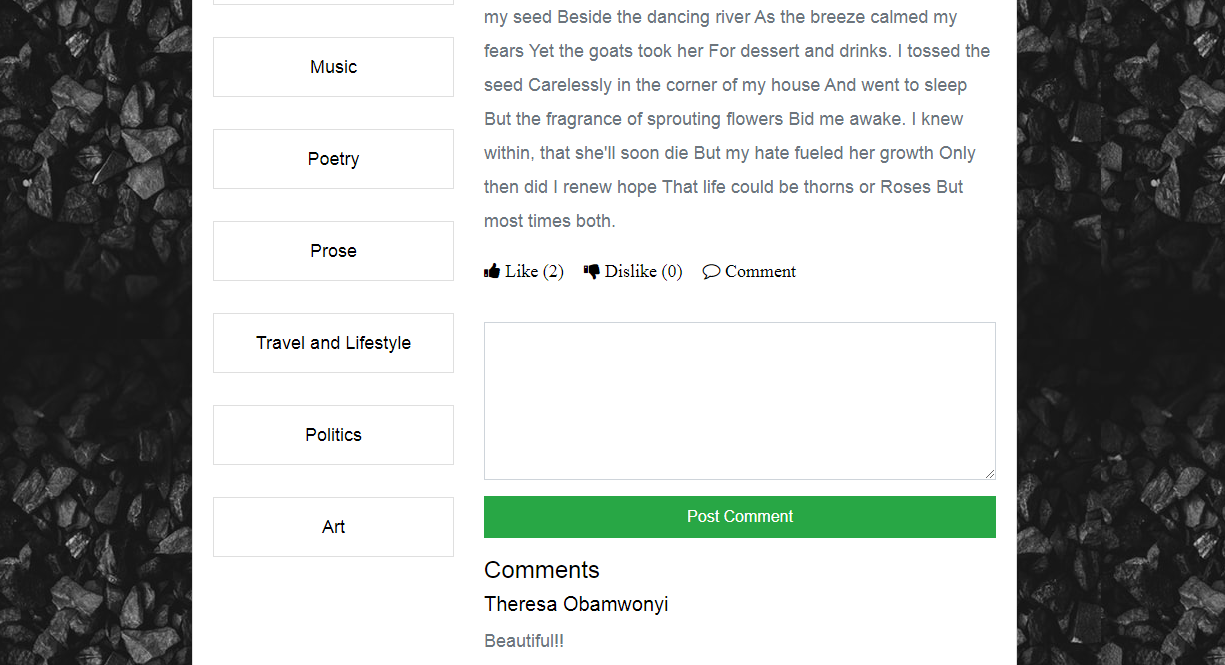 Music
Poetry
Prose
Travel and Lifestyle
Politics
Art
my seed Beside the dancing river As the breeze calmed my
fears Yet the goats took her For dessert and drinks. I tossed the
seed Carelessly in the corner of my house And went to sleep
But the fragrance of sprouting flowers Bid me awake. I knew
within, that she'll soon die But my hate fueled her growth Only
then did I renew hope That life could be thorns or Roses But
most times both.
Like (2) Dislike (0) Comment
Post Comment
Comments
Theresa Obamwonyi
Beautiful!!